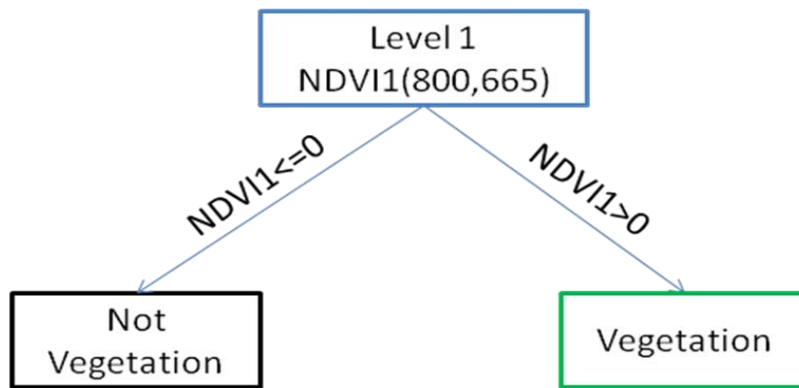 Level 1
NDVI1(800,665)
NDVI1<=0
NDVI1>0
Not
Vegetation
Vegetation